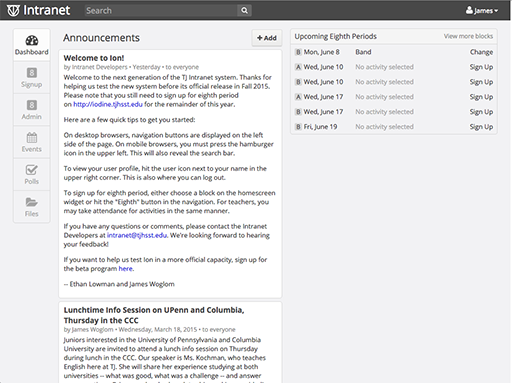 Intranet
Search
James
Dashboard
Signup
Admin
Events
Polls
Files
Announcements
+ Add
Welcome to Ion!
by Intranet Developers • Yesterday • to everyone
Welcome to the next generation of the TJ Intranet system. Thanks for
helping us test the new system before its official release in Fall 2015.
Please note that you still need to sign up for eighth period
on http://iodine.tjhsst.edu for the remainder of this year.
Here are a few quick tips to get you started:
On desktop browsers, navigation buttons are displayed on the left
side of the page. On mobile browsers, you must press the hamburger
icon in the upper left. This will also reveal the search bar.
To view your profile, hit the user icon next to your name in the
upper right corner. This is also where you can log out.
To sign up for eighth period, either choose a block on the homescreen
widget or hit the "Eighth" button in the navigation. For teachers, you
may take attendance for activities in the same manner.
If you have any questions or comments, please contact the Intranet
Developers at intranet@tjhsst.edu. We're looking forward to hearing
your feedback!
If you want to help us test Ion in a more official capacity, sign up for
the beta program here.
-- Ethan Lowman and James Woglom
Lunchtime Info Session on UPenn and Columbia,
Thursday in the CCC
by James Woglom • Wednesday, March 18, 2015 • to everyone
Juniors interested in the University of Pennsylvania and Columbia
University are invited to attend a lunch info session on Thursday
during lunch in the CCC. Our speaker is Ms. Kochman, who teaches
English here at TJ. She will share her experience studying at both
universities -- what was good, what was a challenge -- and answer
Upcoming Eighth Periods View more blocks
B Mon, June 8 Band Change
A Wed, June 10 No activity selected Sign Up
B Wed, June 10 No activity selected Sign Up
A Wed, June 17 No activity selected Sign Up
B Wed, June 17 No activity selected Sign Up
B Fri, June 19 No activity selected Sign Up